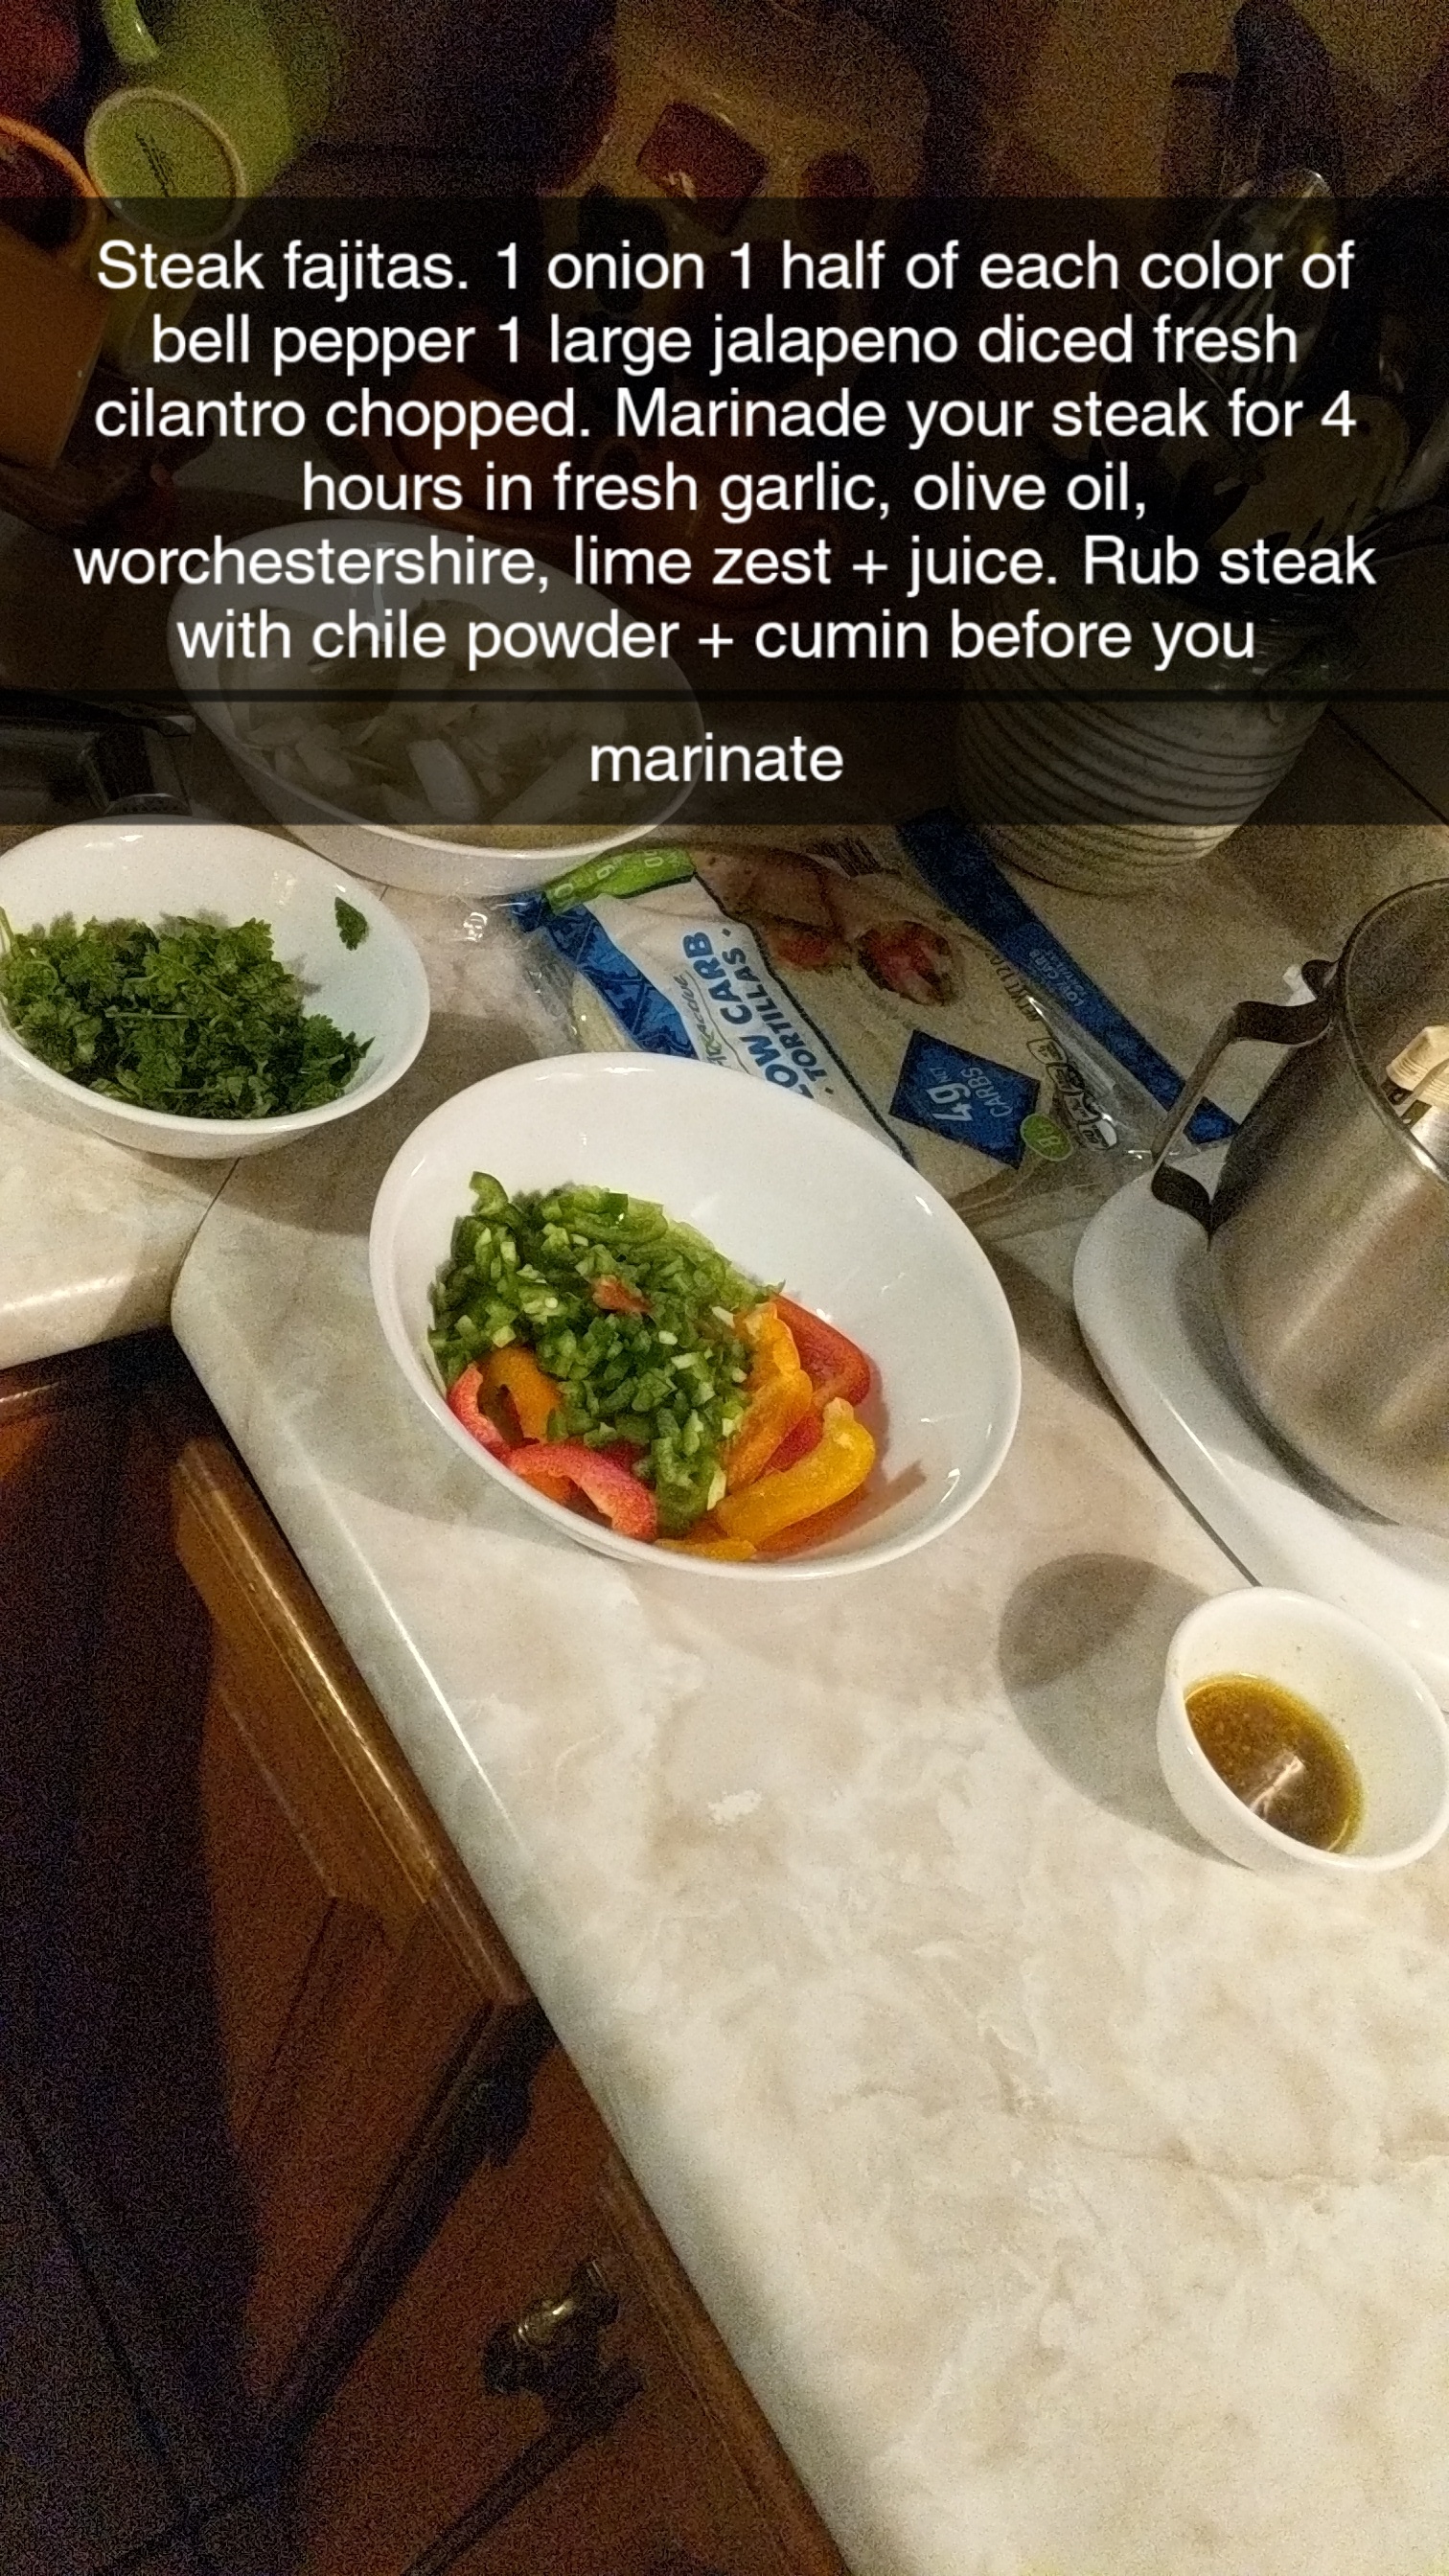 Steak fajitas. 1 onion 1 half of each color of
bell pepper 1 large jalapeno diced fresh
cilantro chopped. Marinade your steak for 4
hours in fresh garlic, olive oil,
worchestershire, lime zest + juice. Rub steak
with chile powder + cumin before you
marinate
LOW CARB
TORTILLAS
4g NET
CARBS